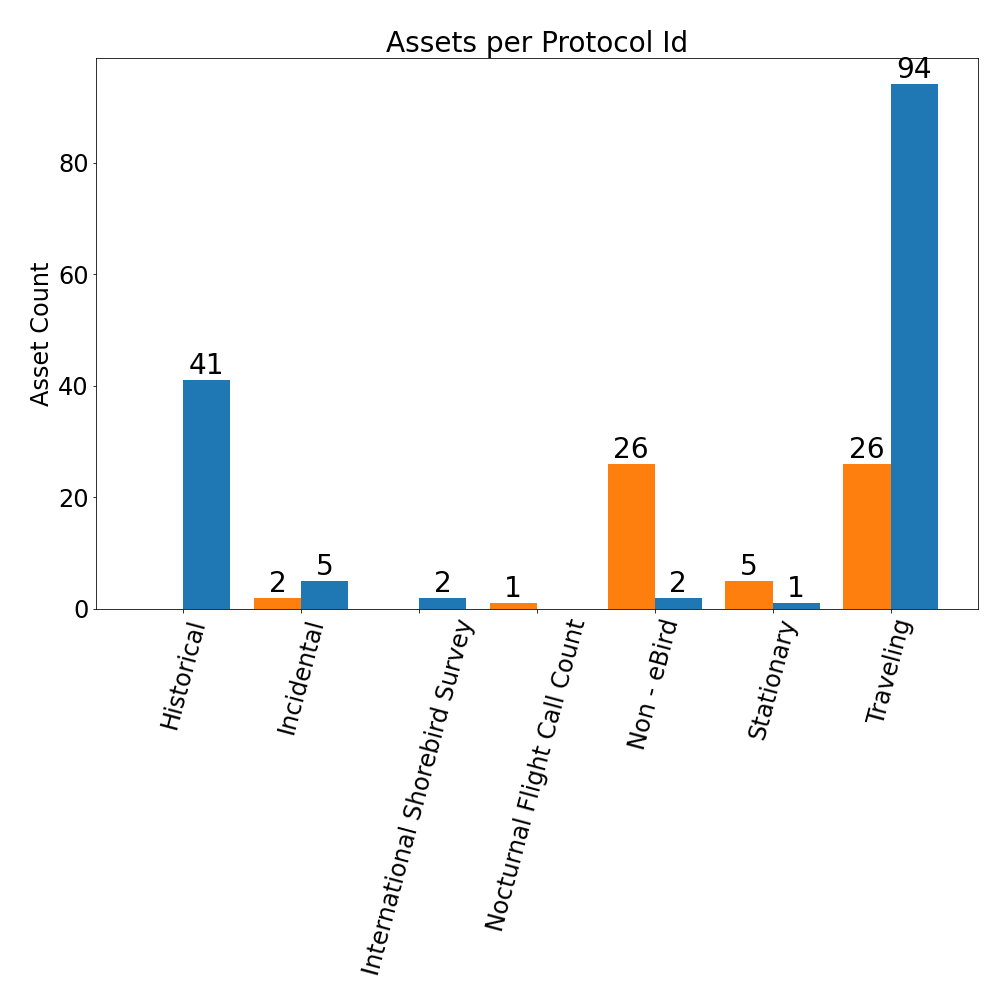 Assets per Protocol Id
94
80
60
Asset Count
41
40
26
26
20
2
5
2
1
2
5
1
0
Historical
Incidental
International Shorebird Survey
Nocturnal Flight Call Count
Non - eBird
Stationary
Traveling